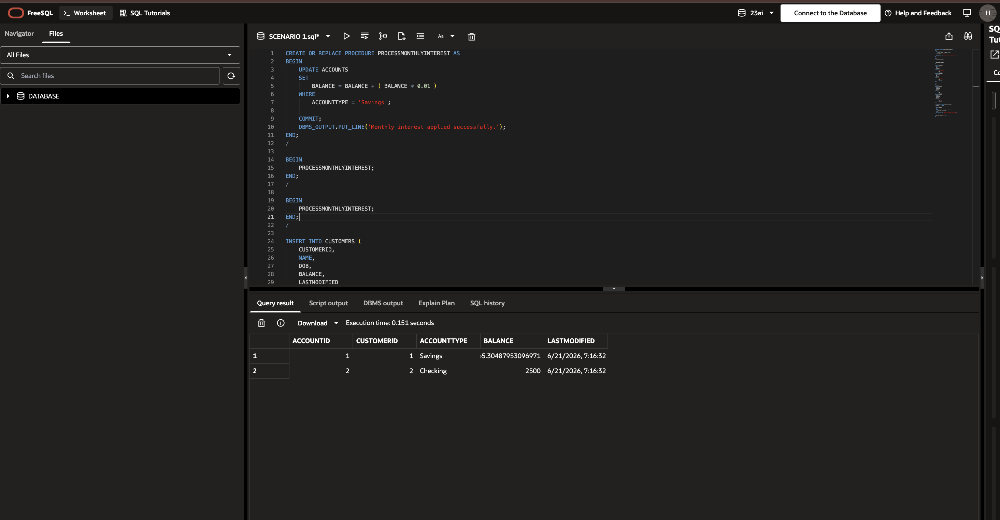 FreeSQL
>_ Worksheet
SQL Tutorials
23ai
Connect to the Database
Help and Feedback
H
Navigator
Files
All Files
Search files
DATABASE
SCENARIO 1.sql*
Aa
1 CREATE OR REPLACE PROCEDURE PROCESSMONTHLYINTEREST AS
2 BEGIN
3 UPDATE ACCOUNTS
4 SET
5 BALANCE = BALANCE + ( BALANCE * 0.01 )
6 WHERE
7 ACCOUNTTYPE = 'Savings';
8
9 COMMIT;
10 DBMS_OUTPUT.PUT_LINE('Monthly interest applied successfully.');
11 END;
12 /
13
14 BEGIN
15 PROCESSMONTHLYINTEREST;
16 END;
17 /
18
19 BEGIN
20 PROCESSMONTHLYINTEREST;
21 END;
22 /
23
24 INSERT INTO CUSTOMERS (
25 CUSTOMERID,
26 NAME,
27 DOB,
28 BALANCE,
29 LASTMODIFIED
Query result
Script output
DBMS output
Explain Plan
SQL history
Download
Execution time: 0.151 seconds
ACCOUNTID CUSTOMERID ACCOUNTTYPE BALANCE LASTMODIFIED
1 1 1 Savings 5.30487953096971 6/21/2026, 7:16:32
2 2 2 Checking 2500 6/21/2026, 7:16:32
SQ
Tut
Co